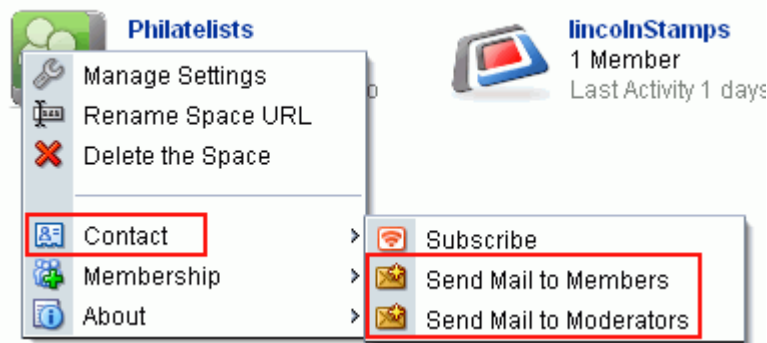 Philatelists
lincolnStamps
1 Member
Last Activity 1 days
Manage Settings
Rename Space URL
Delete the Space
Contact
Membership
About
Subscribe
Send Mail to Members
Send Mail to Moderators